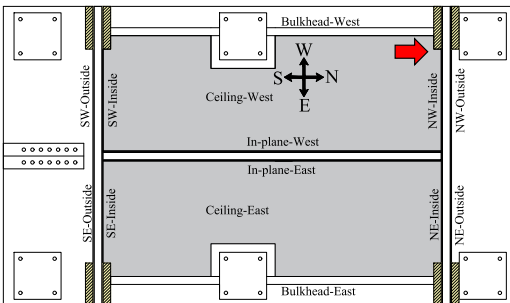 Bulkhead-West
SW-Outside
SW-Inside
W
S
N
E
Ceiling-West
NW-Inside
NW-Outside
In-plane-West
In-plane-East
SE-Outside
SE-Inside
Ceiling-East
NE-Inside
NE-Outside
Bulkhead-East